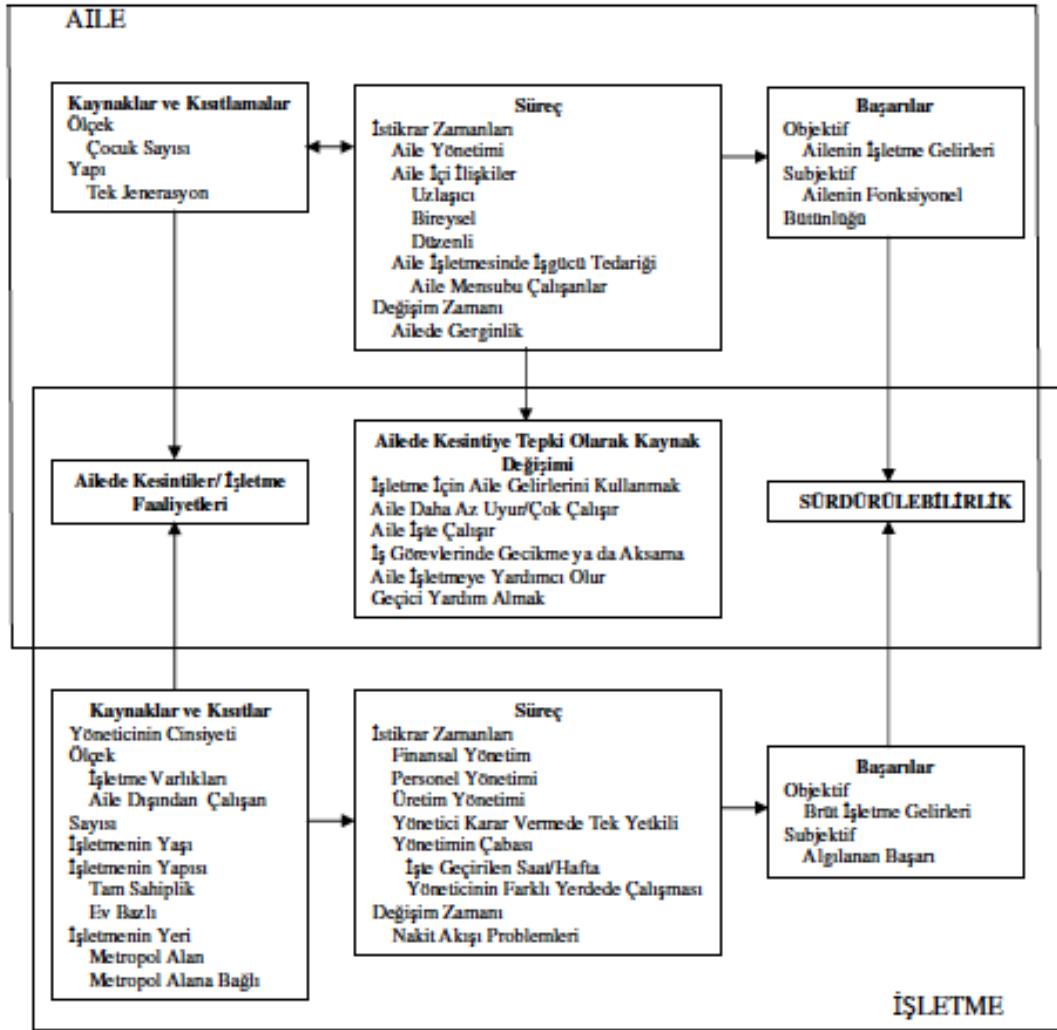 AILE
Kaynaklar ve Kısıtlamalar
Ölçek
Çocuk Sayısı
Yapı
Tek Jenerasyon
Süreç
İstikrar Zamanları
Aile Yönetimi
Aile İçi İlişkiler
Uzlaşıcı
Bireysel
Düzenli
Aile İşletmesinde İşgücü Tedariği
Aile Mensubu Çalışanlar
Değişim Zamanı
Ailede Gerginlik
Başarılar
Objektif
Ailenin İşletme Gelirleri
Subjektif
Ailenin Fonksiyonel
Bütünlüğü
Ailede Kesintiler/ İşletme
Faaliyetleri
Ailede Kesintiye Tepki Olarak Kaynak
Değişimi
İşletme İçin Aile Gelirlerini Kullanmak
Aile Daha Az Uyur/Çok Çalışır
Aile İşte Çalışır
İş Görevlerinde Gecikme ya da Aksama
Aile İşletmeye Yardımcı Olur
Geçici Yardım Almak
SÜRDÜRÜLEBİLİRLİK
Kaynaklar ve Kısıtlar
Yöneticinin Cinsiyeti
Ölçek
İşletme Varlıkları
Aile Dışından Çalışan
Sayısı
İşletmenin Yaşı
İşletmenin Yapısı
Tam Sahiplik
Ev Bazlı
İşletmenin Yeri
Metropol Alan
Metropol Alana Bağlı
Süreç
İstikrar Zamanları
Finansal Yönetim
Personel Yönetimi
Üretim Yönetimi
Yönetici Karar Vermede Tek Yetkili
Yönetimin Çabası
İşte Geçirilen Saat/Hafta
Yöneticinin Farklı Yerdede Çalışması
Değişim Zamanı
Nakit Akışı Problemleri
Başarılar
Objektif
Brüt İşletme Gelirleri
Subjektif
Algılanan Başarı
İŞLETME